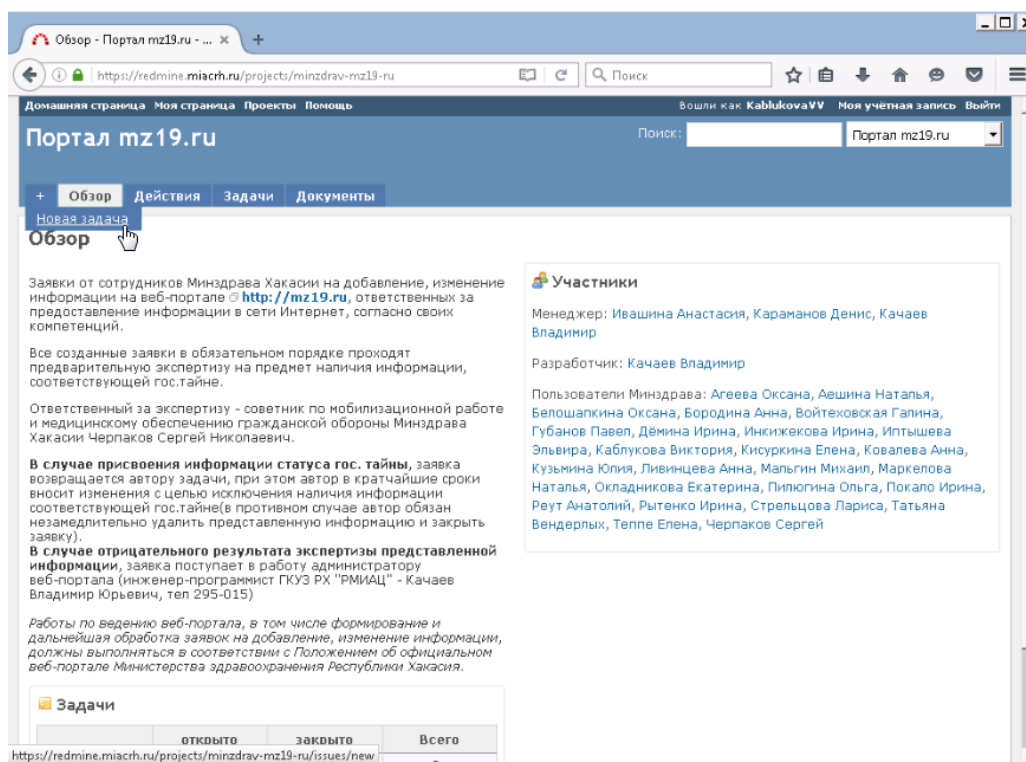 Обзор - Портал mz19.ru - ...
https://redmine.miacrh.ru/projects/minzdrav-mz19-ru
Поиск
Домашняя страница Моя страница Проекты Помощь
Вошли как KablukovaVV Моя учётная запись Выйти
Портал mz19.ru
Поиск:
Портал mz19.ru
+ Обзор Действия Задачи Документы
Новая задача
Обзор
Заявки от сотрудников Минздрава Хакасии на добавление, изменение
информации на веб-портале http://mz19.ru, ответственных за
предоставление информации в сети Интернет, согласно своих
компетенций.
Все созданные заявки в обязательном порядке проходят
предварительную экспертизу на предмет наличия информации,
соответствующей гос.тайне.
Ответственный за экспертизу - советник по мобилизационной работе
и медицинскому обеспечению гражданской обороны Минздрава
Хакасии Черпаков Сергей Николаевич.
В случае присвоения информации статуса гос. тайны, заявка
возвращается автору задачи, при этом автор в кратчайшие сроки
вносит изменения с целью исключения наличия информации
соответствующей гос.тайне(в противном случае автор обязан
незамедлительно удалить представленную информацию и закрыть
заявку).
В случае отрицательного результата экспертизы представленной
информации, заявка поступает в работу администратору
веб-портала (инженер-программист ГКУЗ РХ "РМИАЦ" - Качаев
Владимир Юрьевич, тел 295-015)
Работы по ведению веб-портала, в том числе формирование и
дальнейшая обработка заявок на добавление, изменение информации,
должны выполняться в соответствии с Положением об официальном
веб-портале Министерства здравоохранения Республики Хакасия.
Участники
Менеджер: Ивашина Анастасия, Караманов Денис, Качаев
Владимир
Разработчик: Качаев Владимир
Пользователи Минздрава: Агеева Оксана, Аешина Наталья,
Белошапкина Оксана, Бородина Анна, Войтеховская Галина,
Губанов Павел, Дёмина Ирина, Инкижекова Ирина, Иптышева
Эльвира, Каблукова Виктория, Кисуркина Елена, Ковалева Анна,
Кузьмина Юлия, Ливинцева Анна, Мальгин Михаил, Маркелова
Наталья, Окладникова Екатерина, Пилюгина Ольга, Покало Ирина,
Реут Анатолий, Рытенко Ирина, Стрельцова Лариса, Татьяна
Вендерлых, Теппе Елена, Черпаков Сергей
Задачи
открыто закрыто Всего
https://redmine.miacrh.ru/projects/minzdrav-mz19-ru/issues/new